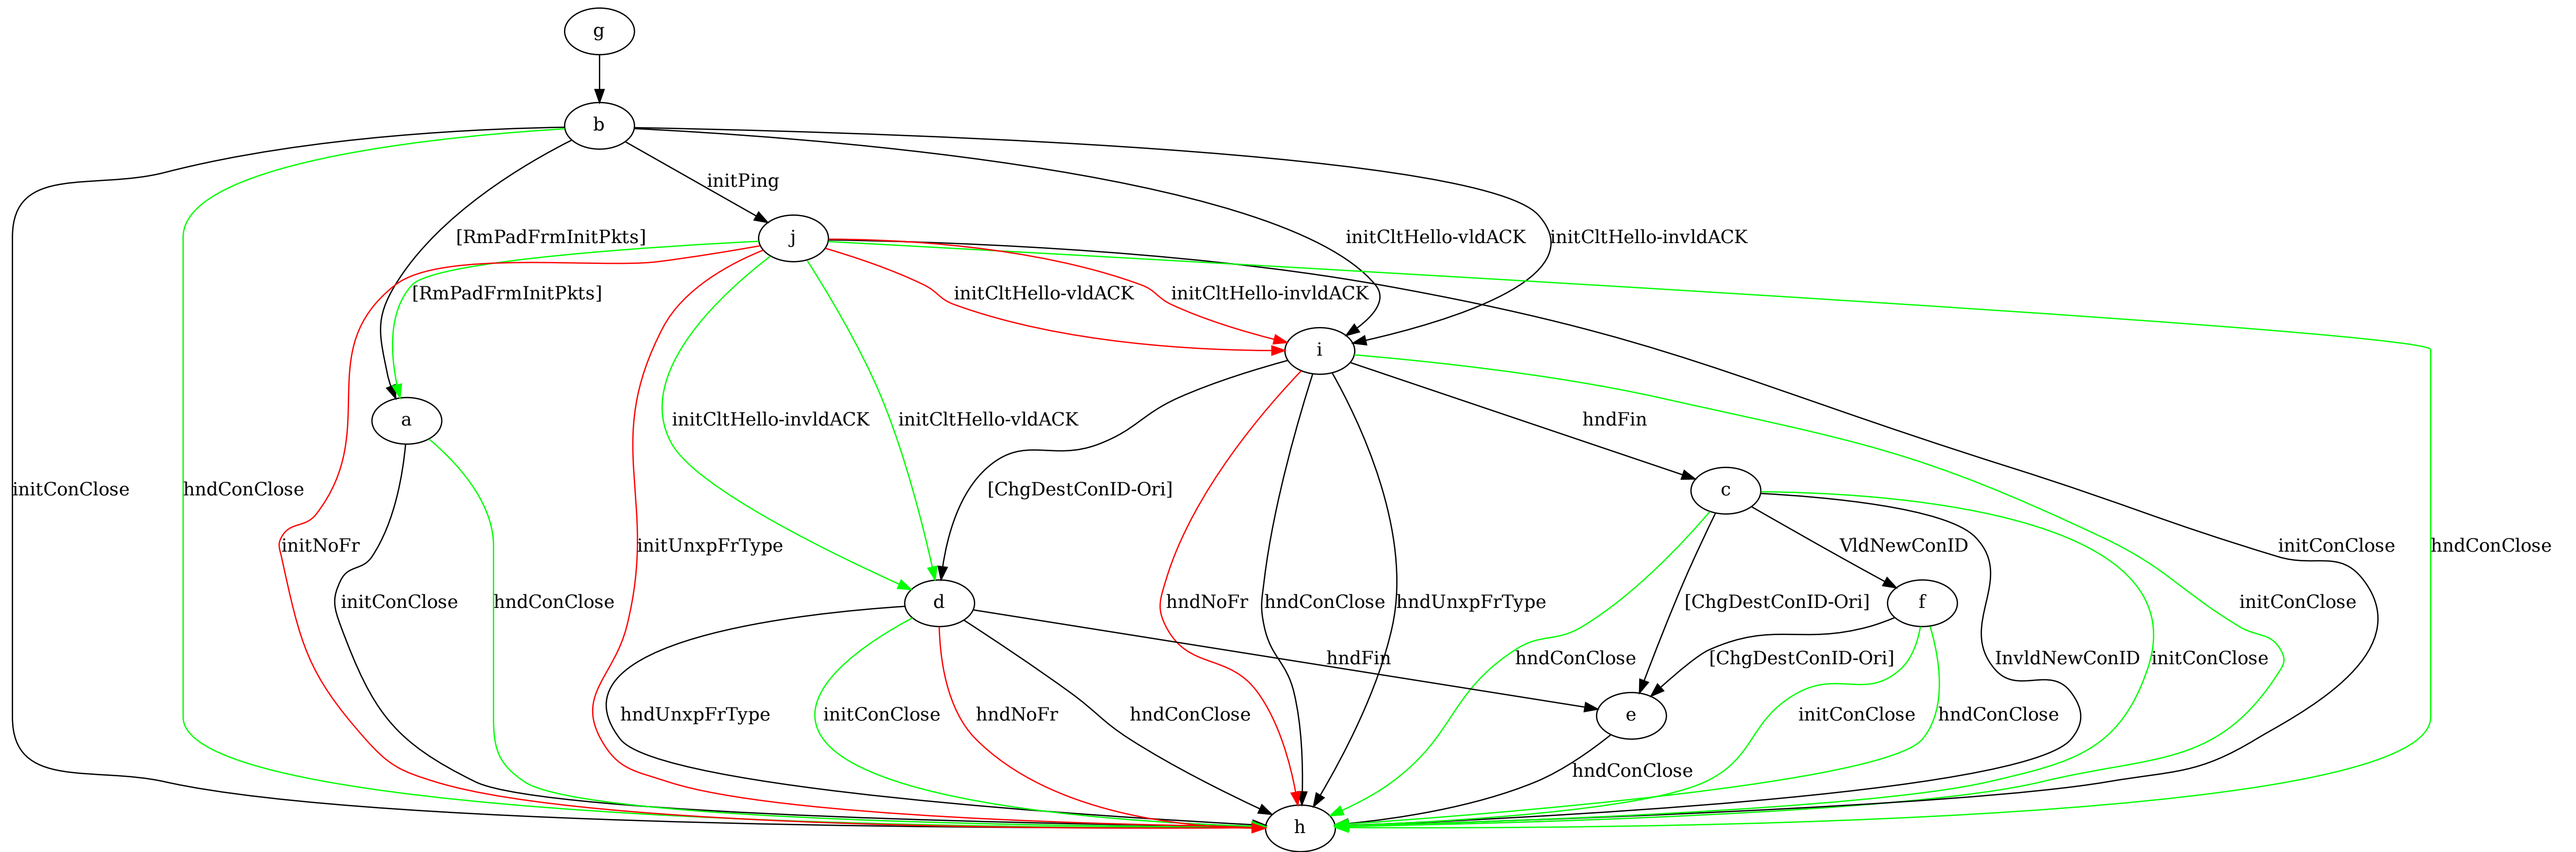 g
b
initPing
[RmPadFrmInitPkts]
j
initCltHello-vldACK
initCltHello-invldACK
[RmPadFrmInitPkts]
initCltHello-vldACK
initCltHello-invldACK
i
a
initCltHello-invldACK
initCltHello-vldACK
hndFin
initConClose
hndConClose
[ChgDestConID-Ori]
c
initNoFr
initUnxpFrType
VldNewConID
initConClose
hndConClose
initConClose
hndConClose
d
hndNoFr
hndConClose
hndUnxpFrType
[ChgDestConID-Ori]
f
initConClose
hndFin
hndConClose
[ChgDestConID-Ori]
InvldNewConID
initConClose
hndUnxpFrType
initConClose
hndNoFr
hndConClose
e
initConClose
hndConClose
hndConClose
h